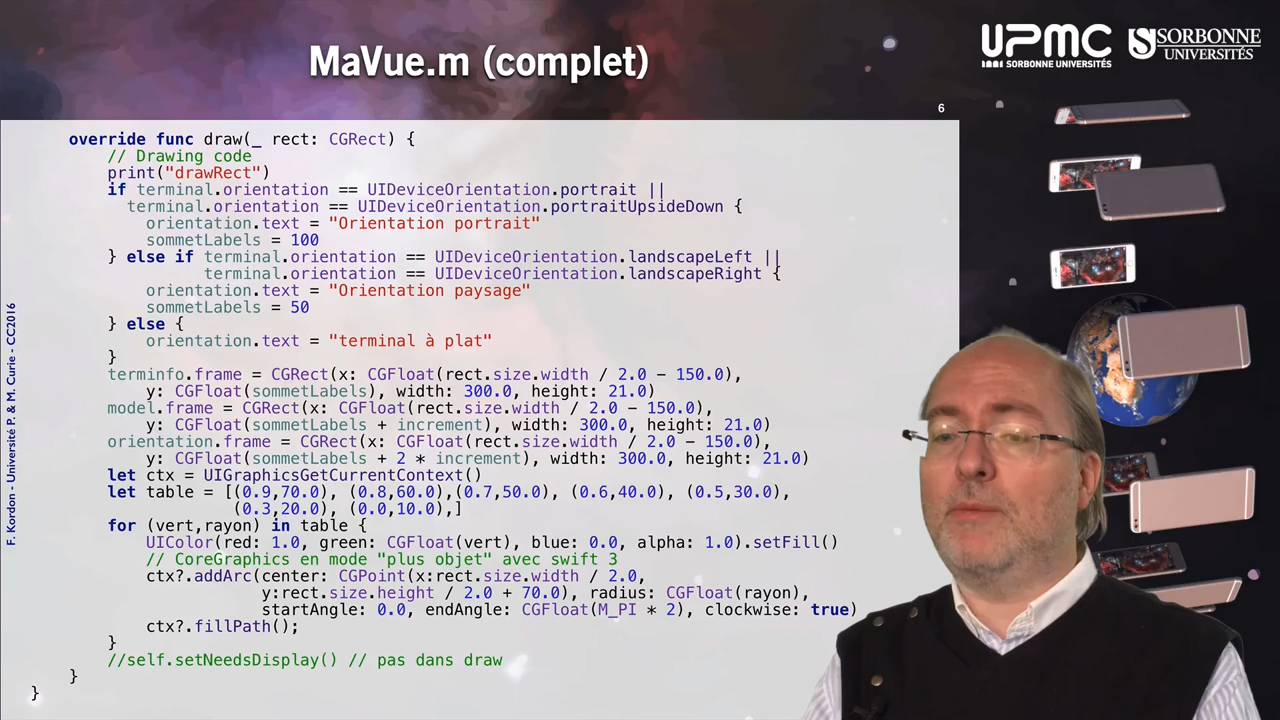 MaVue.m (complet)
UPMC
SORBONNE UNIVERSITÉS
SORBONNE
UNIVERSITÉS
6
override func draw(_ rect: CGRect) {
// Drawing code
print("drawRect")
if terminal.orientation == UIDeviceOrientation.portrait ||
terminal.orientation == UIDeviceOrientation.portraitUpsideDown {
orientation.text = "Orientation portrait"
sommetLabels = 100
} else if terminal.orientation == UIDeviceOrientation.landscapeLeft ||
terminal.orientation == UIDeviceOrientation.landscapeRight {
orientation.text = "Orientation paysage"
sommetLabels = 50
} else {
orientation.text = "terminal à plat"
}
terminfo.frame = CGRect(x: CGFloat(rect.size.width / 2.0 - 150.0),
y: CGFloat(sommetLabels), width: 300.0, height: 21.0)
model.frame = CGRect(x: CGFloat(rect.size.width / 2.0 - 150.0),
y: CGFloat(sommetLabels + increment), width: 300.0, height: 21.0)
orientation.frame = CGRect(x: CGFloat(rect.size.width / 2.0 - 150.0),
y: CGFloat(sommetLabels + 2 * increment), width: 300.0, height: 21.0)
let ctx = UIGraphicsGetCurrentContext()
let table = [(0.9,70.0), (0.8,60.0),(0.7,50.0), (0.6,40.0), (0.5,30.0),
(0.3,20.0), (0.0,10.0),]
for (vert,rayon) in table {
UIColor(red: 1.0, green: CGFloat(vert), blue: 0.0, alpha: 1.0).setFill()
// CoreGraphics en mode "plus objet" avec swift 3
ctx?.addArc(center: CGPoint(x:rect.size.width / 2.0,
y:rect.size.height / 2.0 + 70.0), radius: CGFloat(rayon),
startAngle: 0.0, endAngle: CGFloat(M_PI * 2), clockwise: true)
ctx?.fillPath();
}
//self.setNeedsDisplay() // pas dans draw
}
}
F. Kordon - Université P. & M. Curie - CC2016